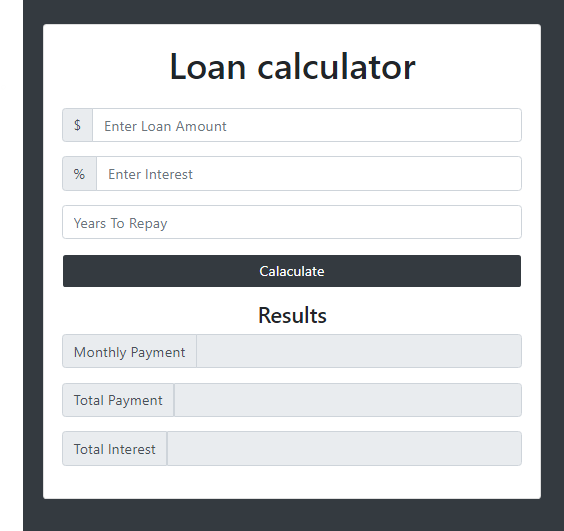 Loan calculator
$ Enter Loan Amount
% Enter Interest
Years To Repay
Calaculate
Results
Monthly Payment
Total Payment
Total Interest